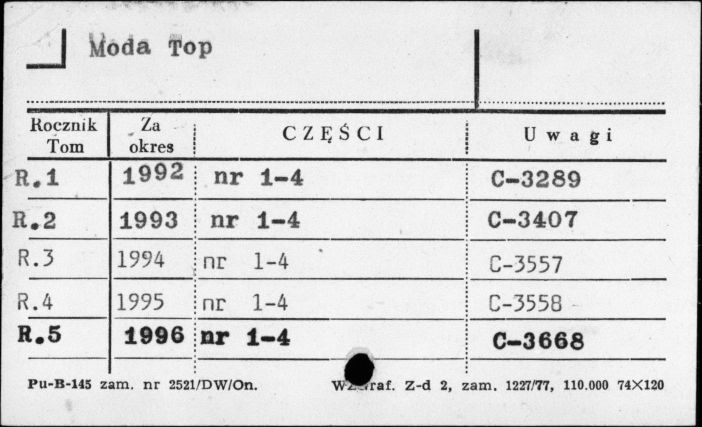 Moda Top
Rocznik Tom Za okres CZĘŚCI Uwagi
R.1 1992 nr 1-4 C-3289
R.2 1993 nr 1-4 C-3407
R.3 1994 nr 1-4 C-3557
R.4 1995 nr 1-4 C-3558
R.5 1996 nr 1-4 C-3668
Pu-B-145 zam. nr 2521/DW/On. Z-d 2, zam. 1227/77, 110.000 74×120